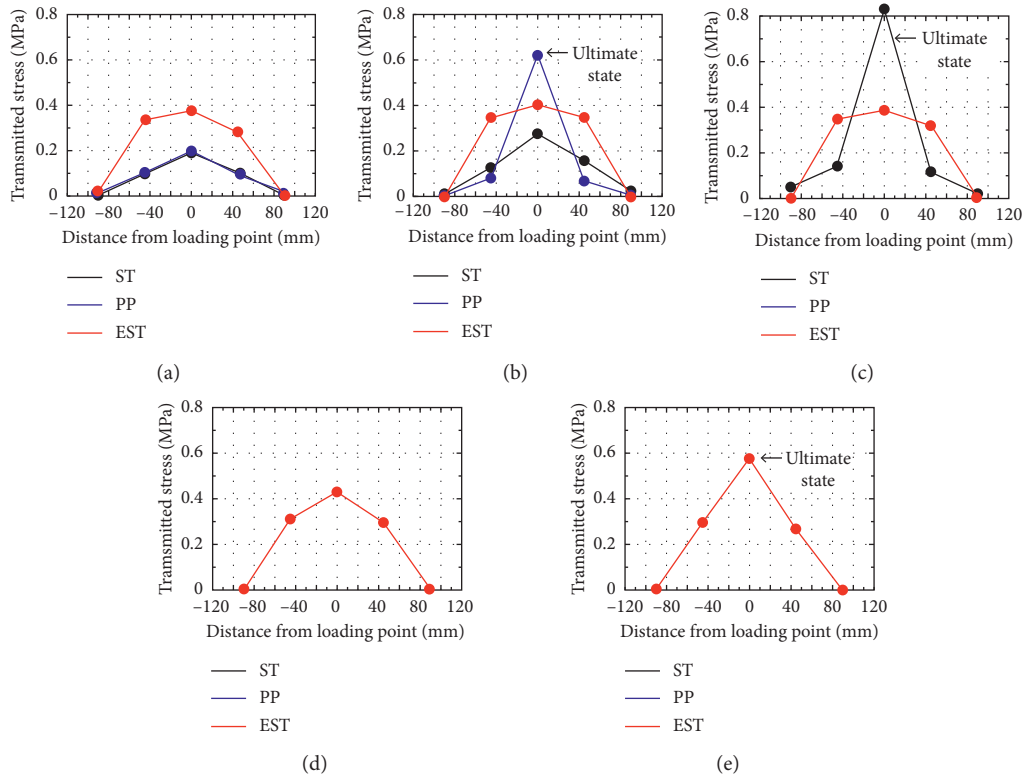 Transmitted stress (MPa)
0.8
0.6
0.4
0.2
0
−120 −80 −40 0 40 80 120
Distance from loading point (mm)
ST
PP
EST
(a)
Transmitted stress (MPa)
0.8
0.6
0.4
0.2
0
Ultimate
state
−120 −80 −40 0 40 80 120
Distance from loading point (mm)
ST
PP
EST
(b)
Transmitted stress (MPa)
0.8
0.6
0.4
0.2
0
Ultimate
state
−120 −80 −40 0 40 80 120
Distance from loading point (mm)
ST
PP
EST
(c)
Tramsmitted stress (MPa)
0.8
0.6
0.4
0.2
0
−120 −80 −40 0 40 80 120
Distance from loading point (mm)
ST
PP
EST
(d)
Tramsmitted stress (MPa)
0.8
0.6
0.4
0.2
0
Ultimate
state
−120 −80 −40 0 40 80 120
Distance from loading point (mm)
ST
PP
EST
(e)